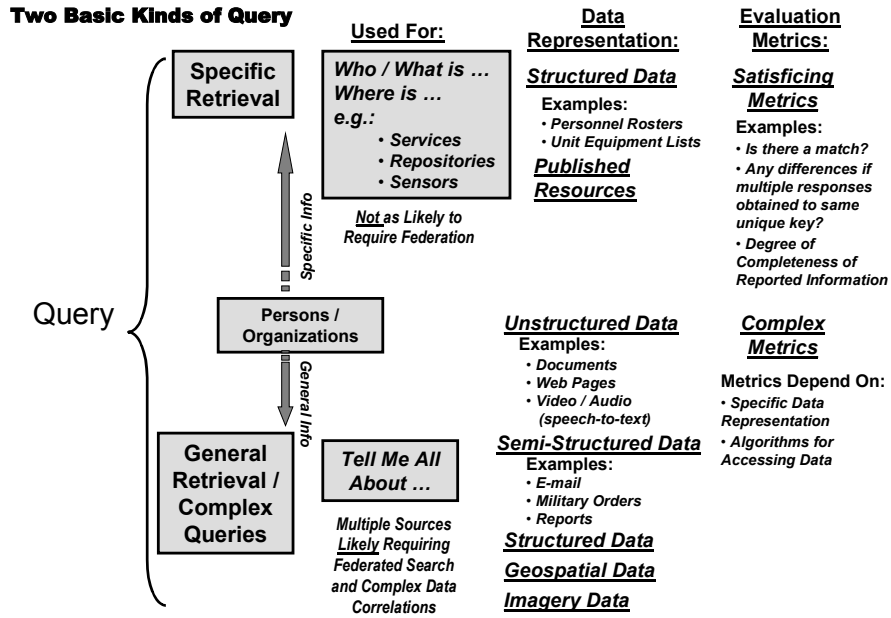 Two Basic Kinds of Query
Used For:
Data
Representation:
Evaluation
Metrics:
Query
Specific
Retrieval
Who / What is …
Where is …
e.g.:
• Services
• Repositories
• Sensors
Not as Likely to
Require Federation
Structured Data
Examples:
• Personnel Rosters
• Unit Equipment Lists
Published
Resources
Satisficing
Metrics
Examples:
• Is there a match?
• Any differences if
multiple responses
obtained to same
unique key?
• Degree of
Completeness of
Reported Information
Specific Info
Persons /
Organizations
General Info
General
Retrieval /
Complex
Queries
Tell Me All
About …
Multiple Sources
Likely Requiring
Federated Search
and Complex Data
Correlations
Unstructured Data
Examples:
• Documents
• Web Pages
• Video / Audio
(speech-to-text)
Semi-Structured Data
Examples:
• E-mail
• Military Orders
• Reports
Structured Data
Geospatial Data
Imagery Data
Complex
Metrics
Metrics Depend On:
• Specific Data
Representation
• Algorithms for
Accessing Data